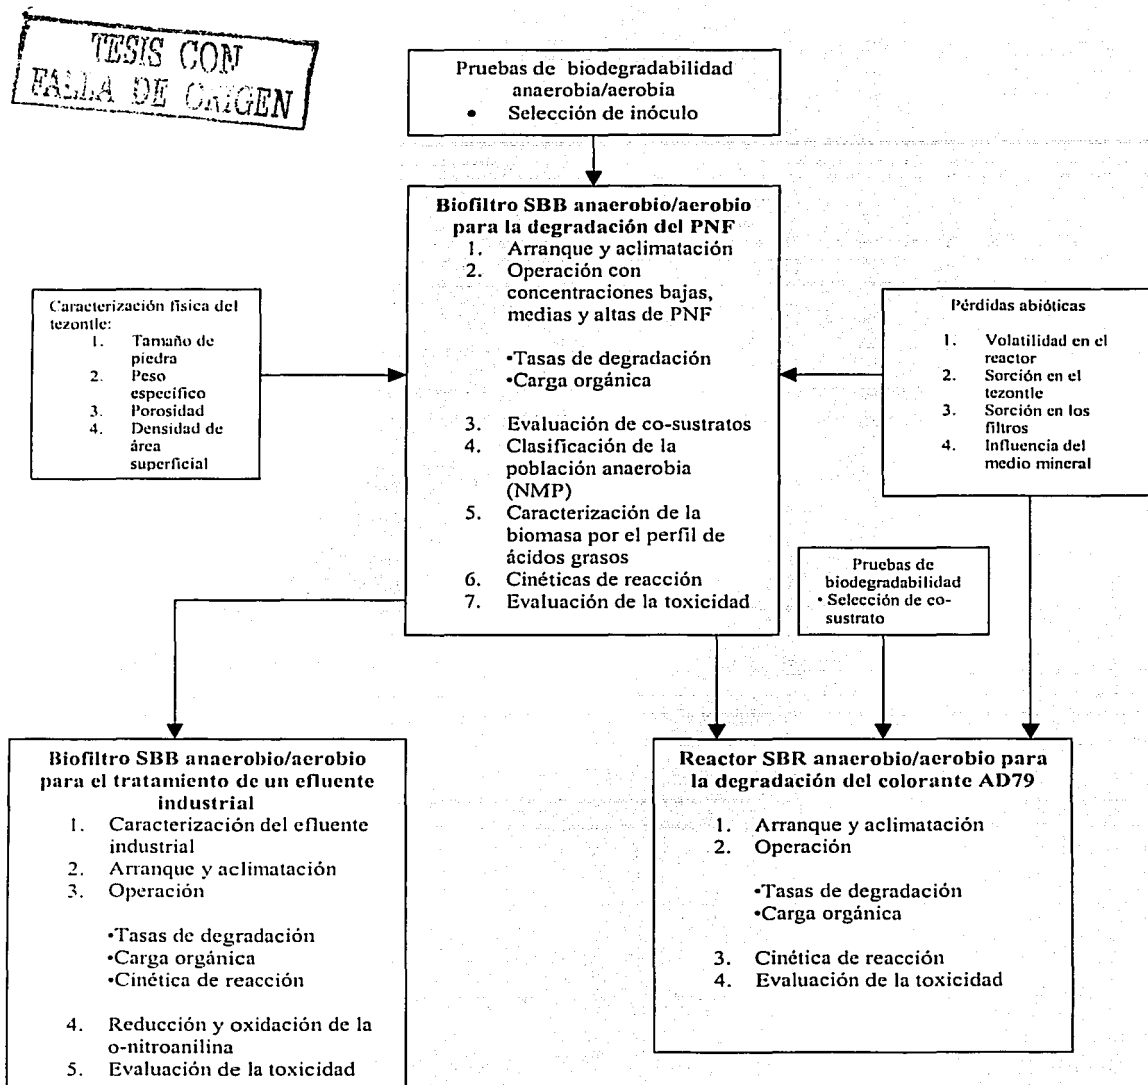 TESIS CON
FALLA DE ORIGEN
Pruebas de biodegradabilidad
anaerobia/aerobia
• Selección de inóculo
Biofiltro SBB anaerobio/aerobio
para la degradación del PNF
1. Arranque y aclimatación
2. Operación con
concentraciones bajas,
medias y altas de PNF
•Tasas de degradación
•Carga orgánica
3. Evaluación de co-sustratos
4. Clasificación de la
población anaerobia
(NMP)
5. Caracterización de la
biomasa por el perfil de
ácidos grasos
6. Cinéticas de reacción
7. Evaluación de la toxicidad
Caracterización física del
tezontle:
1. Tamaño de
piedra
2. Peso
específico
3. Porosidad
4. Densidad de
área
superficial
Pérdidas abióticas
1. Volatilidad en el
reactor
2. Sorción en el
tezontle
3. Sorción en los
filtros
4. Influencia del
medio mineral
Pruebas de
biodegradabilidad
• Selección de co-
sustrato
Biofiltro SBB anaerobio/aerobio
para el tratamiento de un efluente
industrial
1. Caracterización del efluente
industrial
2. Arranque y aclimatación
3. Operación
•Tasas de degradación
•Carga orgánica
•Cinética de reacción
4. Reducción y oxidación de la
o-nitroanilina
5. Evaluación de la toxicidad
Reactor SBR anaerobio/aerobio para
la degradación del colorante AD79
1. Arranque y aclimatación
2. Operación
•Tasas de degradación
•Carga orgánica
3. Cinética de reacción
4. Evaluación de la toxicidad